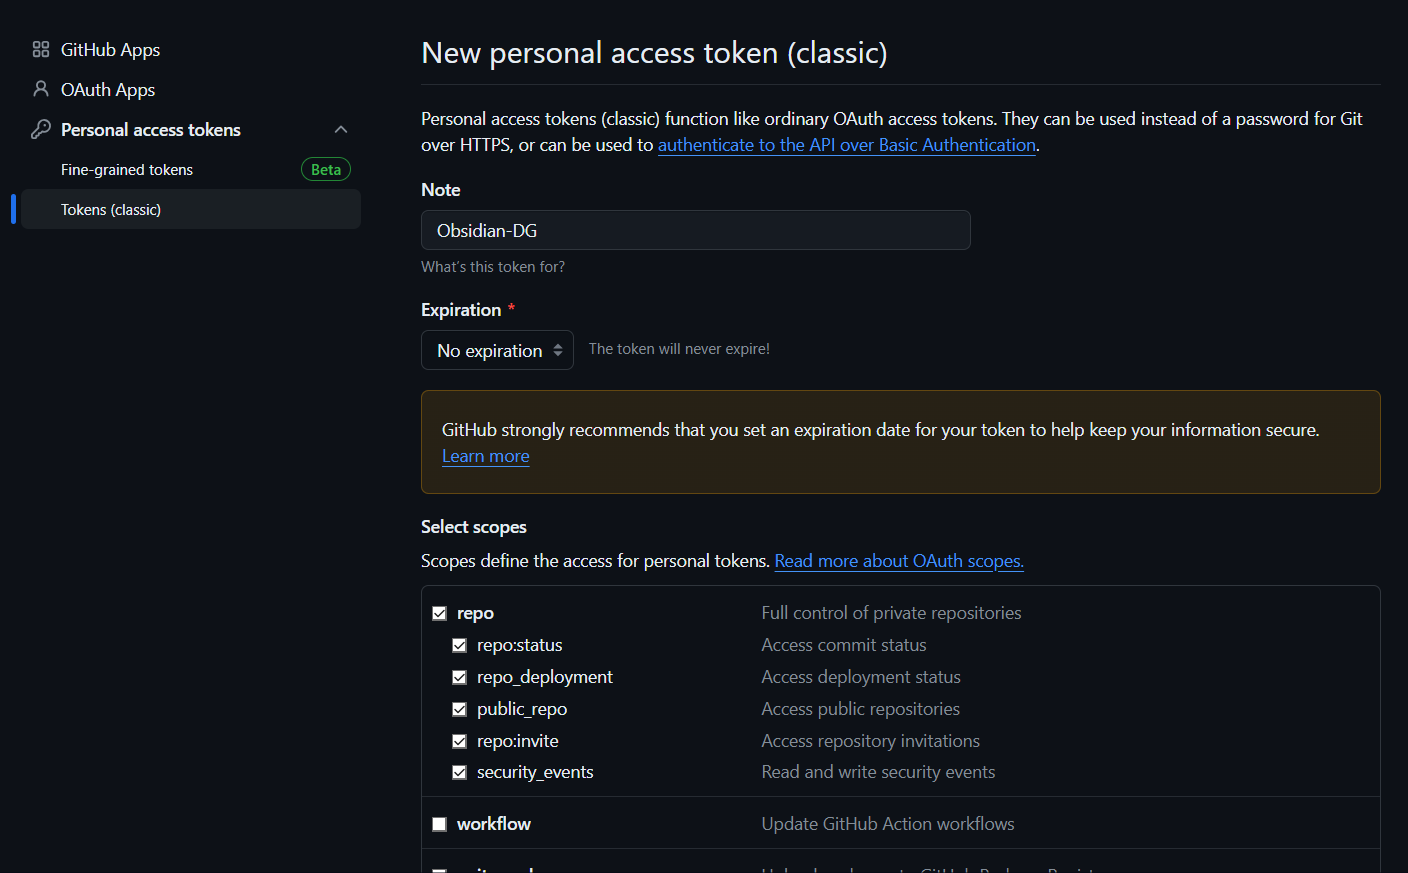 GitHub Apps
OAuth Apps
Personal access tokens
Fine-grained tokens Beta
Tokens (classic)
New personal access token (classic)
Personal access tokens (classic) function like ordinary OAuth access tokens. They can be used instead of a password for Git
over HTTPS, or can be used to authenticate to the API over Basic Authentication.
Note
Obsidian-DG
What's this token for?
Expiration *
No expiration The token will never expire!
GitHub strongly recommends that you set an expiration date for your token to help keep your information secure.
Learn more
Select scopes
Scopes define the access for personal tokens. Read more about OAuth scopes.
repo Full control of private repositories
repo:status Access commit status
repo_deployment Access deployment status
public_repo Access public repositories
repo:invite Access repository invitations
security_events Read and write security events
workflow Update GitHub Action workflows